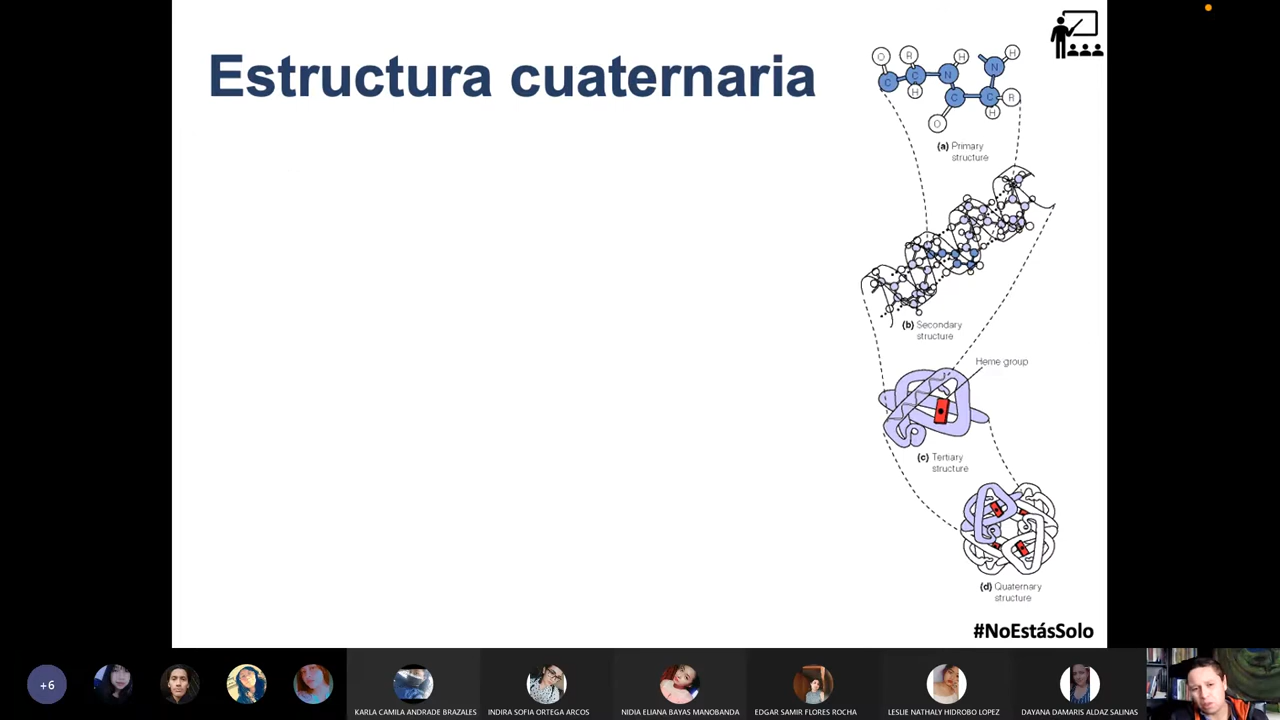 Estructura cuaternaria
O
R
H
H
C
C
N
N
H
C
C
R
O
H
(a) Primary
structure
(b) Secondary
structure
Heme group
(c) Tertiary
structure
(d) Quaternary
structure
#NoEstásSolo
+6
KARLA CAMILA ANDRADE BRAZALES
INDIRA SOFIA ORTEGA ARCOS
NIDIA ELIANA BAYAS MANOBANDA
EDGAR SAMIR FLORES ROCHA
LESLIE NATHALY HIDROBO LOPEZ
DAYANA DAMARIS ALDAZ SALINAS